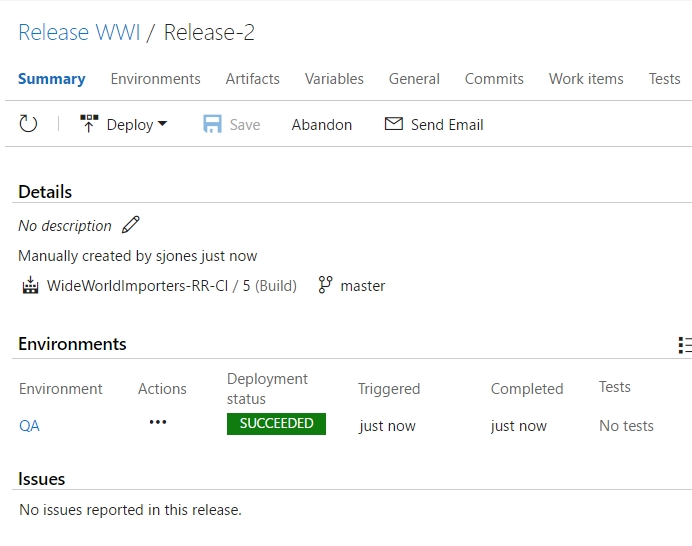 Release WWI / Release-2
Summary Environments Artifacts Variables General Commits Work items Tests
Deploy Save Abandon Send Email
Details
No description
Manually created by sjones just now
WideWorldImporters-RR-CI / 5 (Build) master
Environments
Environment Actions Deployment status Triggered Completed Tests
QA ••• SUCCEEDED just now just now No tests
Issues
No issues reported in this release.